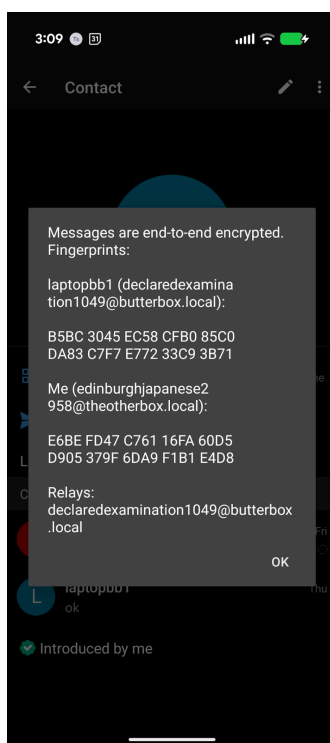 3:09
31
Contact
Messages are end-to-end encrypted.
Fingerprints:
laptopbb1 (declaredexamina
tion1049@butterbox.local):
B5BC 3045 EC58 CFB0 85C0
DA83 C7F7 E772 33C9 3B71
Me (edinburghjapanese2
958@theotherbox.local):
E6BE FD47 C761 16FA 60D5
D905 379F 6DA9 F1B1 E4D8
Relays:
declaredexamination1049@butterbox
.local
OK
Fri
L
laptopbb1
Thu
ok
Introduced by me